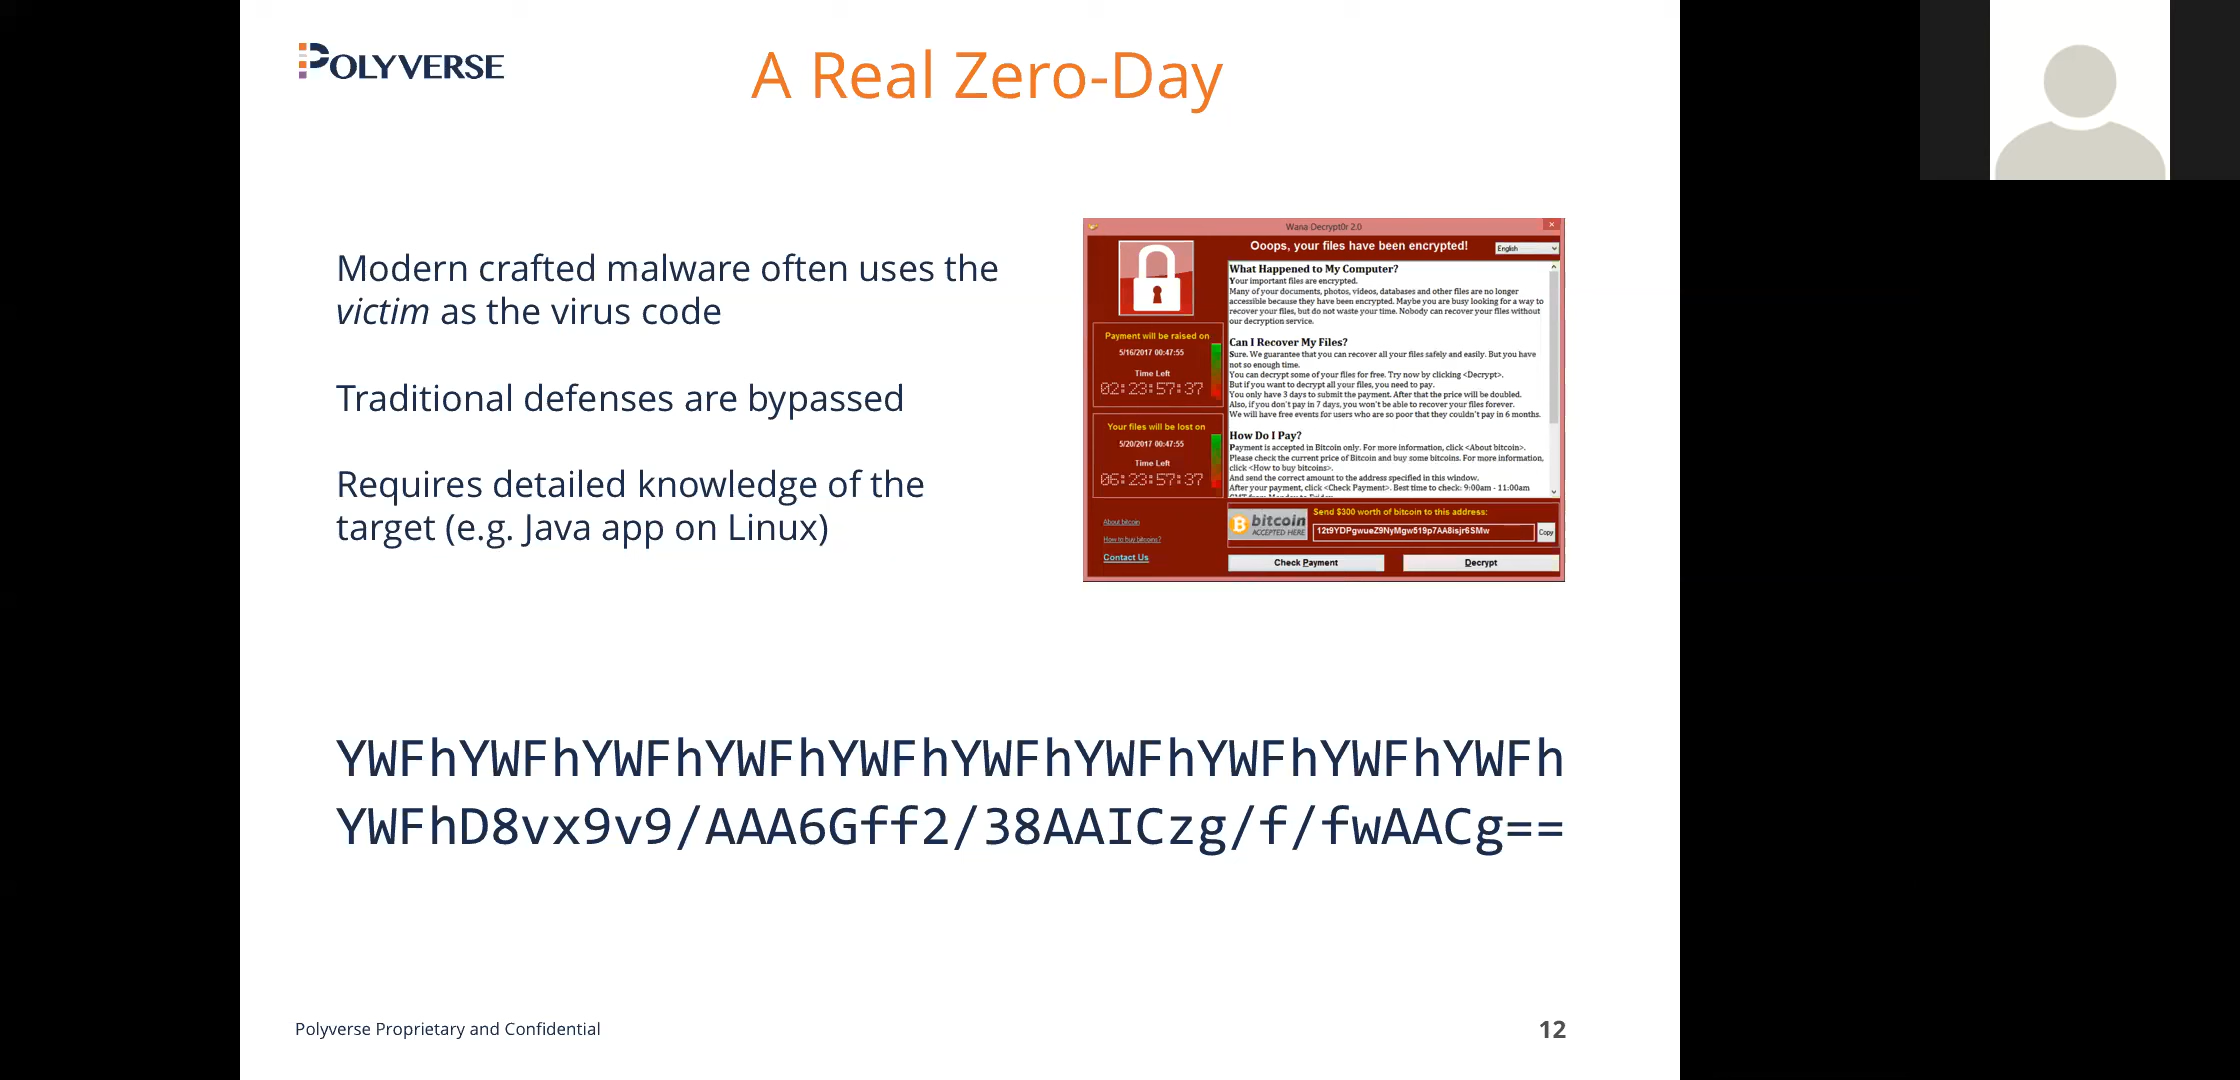 POLYVERSE
A Real Zero-Day
Modern crafted malware often uses the
victim as the virus code
Traditional defenses are bypassed
Requires detailed knowledge of the
target (e.g. Java app on Linux)
Wana Decrypt0r 2.0
Ooops, your files have been encrypted!
English
Payment will be raised on
5/16/2017 00:47:55
Time Left
02:23:57:37
Your files will be lost on
5/20/2017 00:47:55
Time Left
06:23:57:37
About bitcoin
How to buy bitcoins?
Contact Us
What Happened to My Computer?
Your important files are encrypted.
Many of your documents, photos, videos, databases and other files are no longer
accessible because they have been encrypted. Maybe you are busy looking for a way to
recover your files, but do not waste your time. Nobody can recover your files without
our decryption service.
Can I Recover My Files?
Sure. We guarantee that you can recover all your files safely and easily. But you have
not so enough time.
You can decrypt some of your files for free. Try now by clicking <Decrypt>.
But if you want to decrypt all your files, you need to pay.
You only have 3 days to submit the payment. After that the price will be doubled.
Also, if you don't pay in 7 days, you won't be able to recover your files forever.
We will have free events for users who are so poor that they couldn't pay in 6 months.
How Do I Pay?
Payment is accepted in Bitcoin only. For more information, click <About bitcoin>.
Please check the current price of Bitcoin and buy some bitcoins. For more information,
click <How to buy bitcoins>.
And send the correct amount to the address specified in this window.
After your payment, click <Check Payment>. Best time to check: 9:00am - 11:00am
GMT from Monday to Friday.
bitcoin
ACCEPTED HERE
Send $300 worth of bitcoin to this address:
12t9YDPgwueZ9NyMgw519p7AA8isjr6SMw
Copy
Check Payment
Decrypt
YWFhYWFhYWFhYWFhYWFhYWFhYWFhYWFhYWFhYWFh
YWFhD8vx9v9/AAA6Gff2/38AAICzg/f/fwAACg==
Polyverse Proprietary and Confidential
12